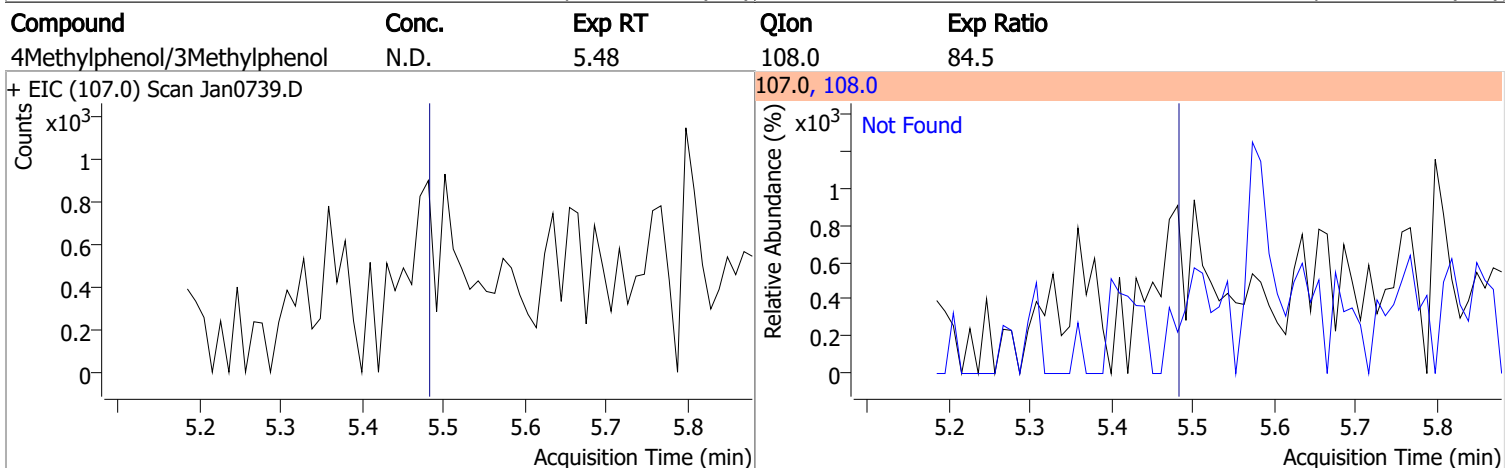 Compound Conc. Exp RT QIon Exp Ratio
4Methylphenol/3Methylphenol N.D. 5.48 108.0 84.5
+ EIC (107.0) Scan Jan0739.D
Counts
x10³
1
0.8
0.6
0.4
0.2
0
5.2 5.3 5.4 5.5 5.6 5.7 5.8
Acquisition Time (min)
107.0, 108.0
Relative Abundance (%)
x10³
Not Found
1
0.8
0.6
0.4
0.2
0
5.2 5.3 5.4 5.5 5.6 5.7 5.8
Acquisition Time (min)